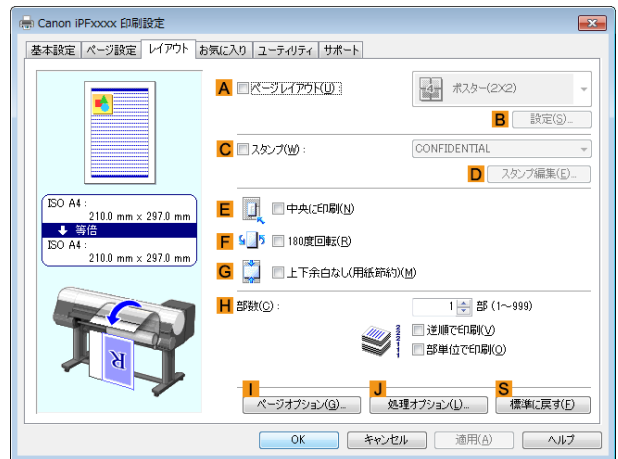 Canon iPFxxxx 印刷設定
基本設定 ページ設定 レイアウト お気に入り ユーティリティ サポート
A ページレイアウト(U) : ポスター(2×2)
B 設定(S)...
C スタンプ(W) : CONFIDENTIAL
D スタンプ編集(E)...
ISO A4 :
210.0 mm x 297.0 mm
等倍
ISO A4 :
210.0 mm x 297.0 mm
E 中央に印刷(N)
F 180度回転(R)
G 上下余白なし(用紙節約)(M)
H 部数(C) : 1 部 (1～999)
逆順で印刷(V)
部単位で印刷(O)
I ページオプション(G)...
J 処理オプション(L)...
S 標準に戻す(F)
OK キャンセル 適用(A) ヘルプ